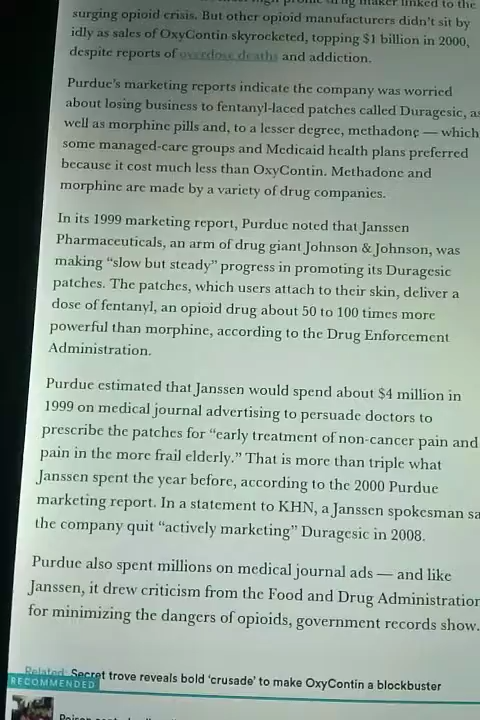 drug maker linked to the
surging opioid crisis. But other opioid manufacturers didn't sit by
idly as sales of OxyContin skyrocketed, topping $1 billion in 2000,
despite reports of overdose deaths and addiction.
Purdue's marketing reports indicate the company was worried
about losing business to fentanyl-laced patches called Duragesic, as
well as morphine pills and, to a lesser degree, methadone — which
some managed-care groups and Medicaid health plans preferred
because it cost much less than OxyContin. Methadone and
morphine are made by a variety of drug companies.
In its 1999 marketing report, Purdue noted that Janssen
Pharmaceuticals, an arm of drug giant Johnson & Johnson, was
making “slow but steady” progress in promoting its Duragesic
patches. The patches, which users attach to their skin, deliver a
dose of fentanyl, an opioid drug about 50 to 100 times more
powerful than morphine, according to the Drug Enforcement
Administration.
Purdue estimated that Janssen would spend about $4 million in
1999 on medical journal advertising to persuade doctors to
prescribe the patches for “early treatment of non-cancer pain and
pain in the more frail elderly.” That is more than triple what
Janssen spent the year before, according to the 2000 Purdue
marketing report. In a statement to KHN, a Janssen spokesman sa
the company quit “actively marketing” Duragesic in 2008.
Purdue also spent millions on medical journal ads — and like
Janssen, it drew criticism from the Food and Drug Administration
for minimizing the dangers of opioids, government records show.
Related: Secret trove reveals bold ‘crusade’ to make OxyContin a blockbuster
RECOMMENDED